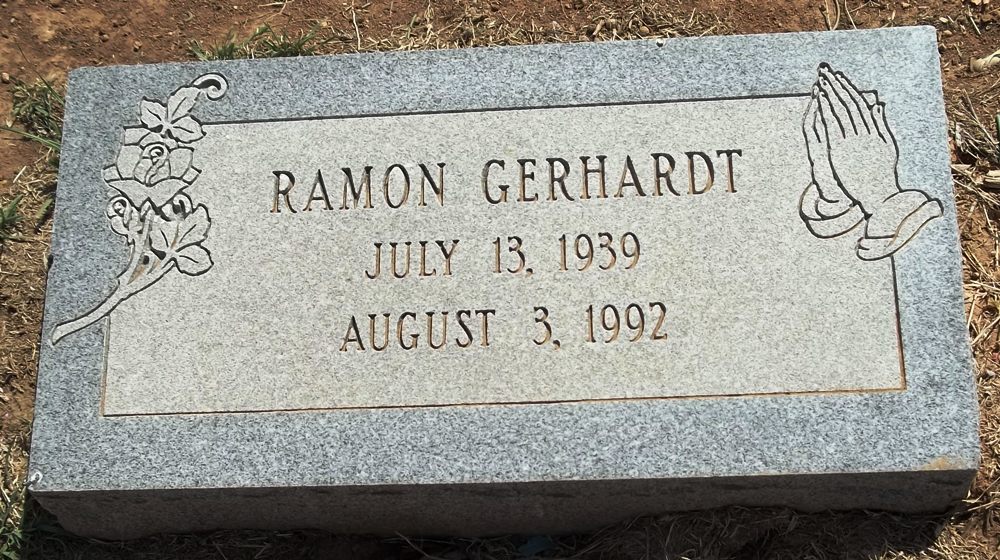 RAMON GERHARDT
JULY 13, 1939
AUGUST 3, 1992